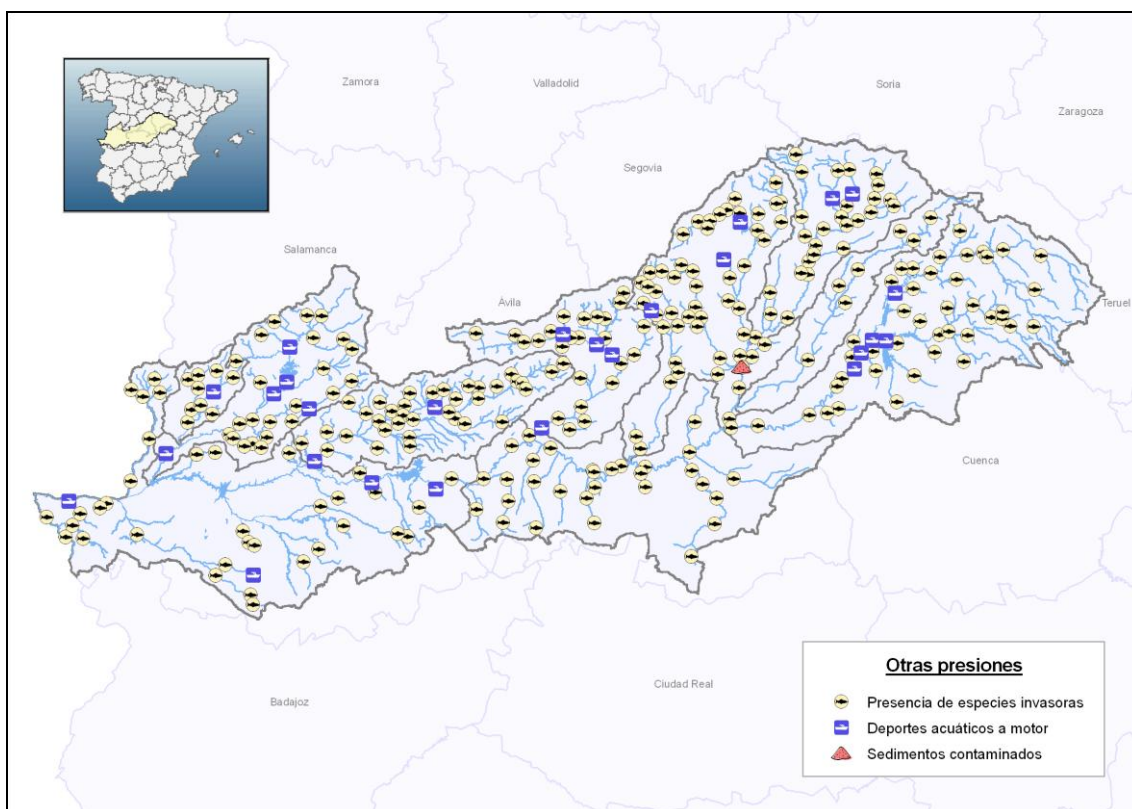 Zamora
Valladolid
Soria
Zaragoza
Segovia
Salamanca
Ávila
Teruel
Cuenca
Badajoz
Ciudad Real
Otras presiones
Presencia de especies invasoras
Deportes acuáticos a motor
Sedimentos contaminados